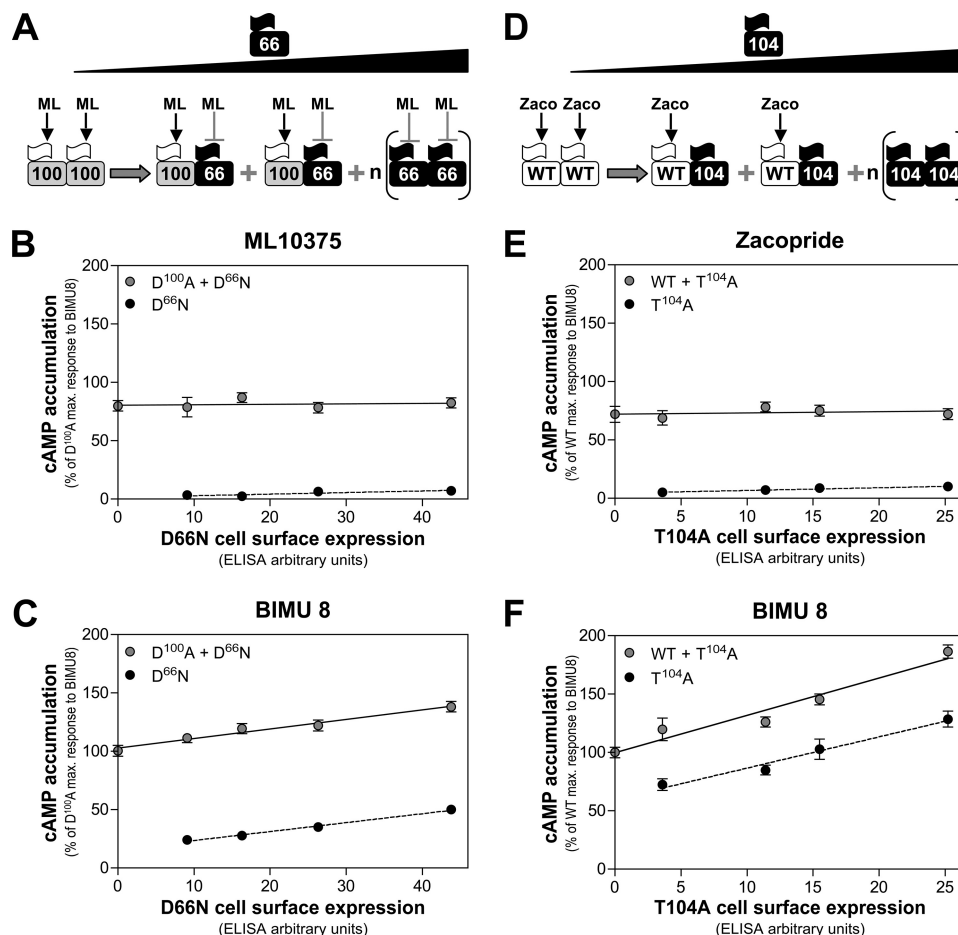 A
66
ML ML ML ML ML ML ML ML
100 100 100 66 + 100 66 + n 66 66
D
104
Zaco Zaco Zaco Zaco
WT WT WT 104 + WT 104 + n 104 104
B
ML10375
cAMP accumulation
(% of D100A max. response to BIMU8)
200
150
100
50
0
D100A + D66N
D66N
0 10 20 30 40
D66N cell surface expression
(ELISA arbitrary units)
E
Zacopride
cAMP accumulation
(% of WT max. response to BIMU8)
200
150
100
50
0
WT + T104A
T104A
0 5 10 15 20 25
T104A cell surface expression
(ELISA arbitrary units)
C
BIMU 8
cAMP accumulation
(% of D100A max. response to BIMU8)
200
150
100
50
0
D100A + D66N
D66N
0 10 20 30 40
D66N cell surface expression
(ELISA arbitrary units)
F
BIMU 8
cAMP accumulation
(% of WT max. response to BIMU8)
200
150
100
50
0
WT + T104A
T104A
0 5 10 15 20 25
T104A cell surface expression
(ELISA arbitrary units)